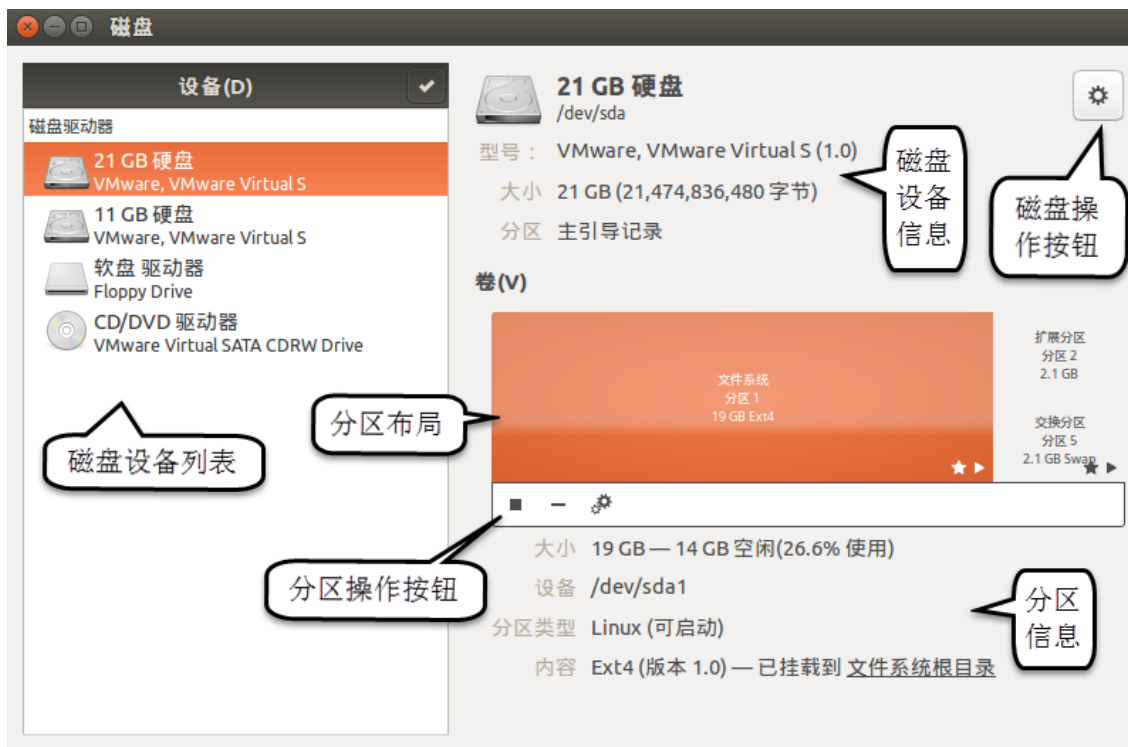 磁盘
设备(D)
磁盘驱动器
21 GB 硬盘
VMware, VMware Virtual S
11 GB 硬盘
VMware, VMware Virtual S
软盘 驱动器
Floppy Drive
CD/DVD 驱动器
VMware Virtual SATA CDRW Drive
磁盘设备列表
21 GB 硬盘
/dev/sda
型号： VMware, VMware Virtual S (1.0)
大小 21 GB (21,474,836,480 字节)
分区 主引导记录
磁盘
设备
信息
磁盘操
作按钮
卷(V)
文件系统
分区 1
19 GB Ext4
扩展分区
分区 2
2.1 GB
交换分区
分区 5
2.1 GB Swap
分区布局
分区操作按钮
大小 19 GB — 14 GB 空闲(26.6% 使用)
设备 /dev/sda1
分区类型 Linux (可启动)
内容 Ext4 (版本 1.0) — 已挂载到 文件系统根目录
分区
信息